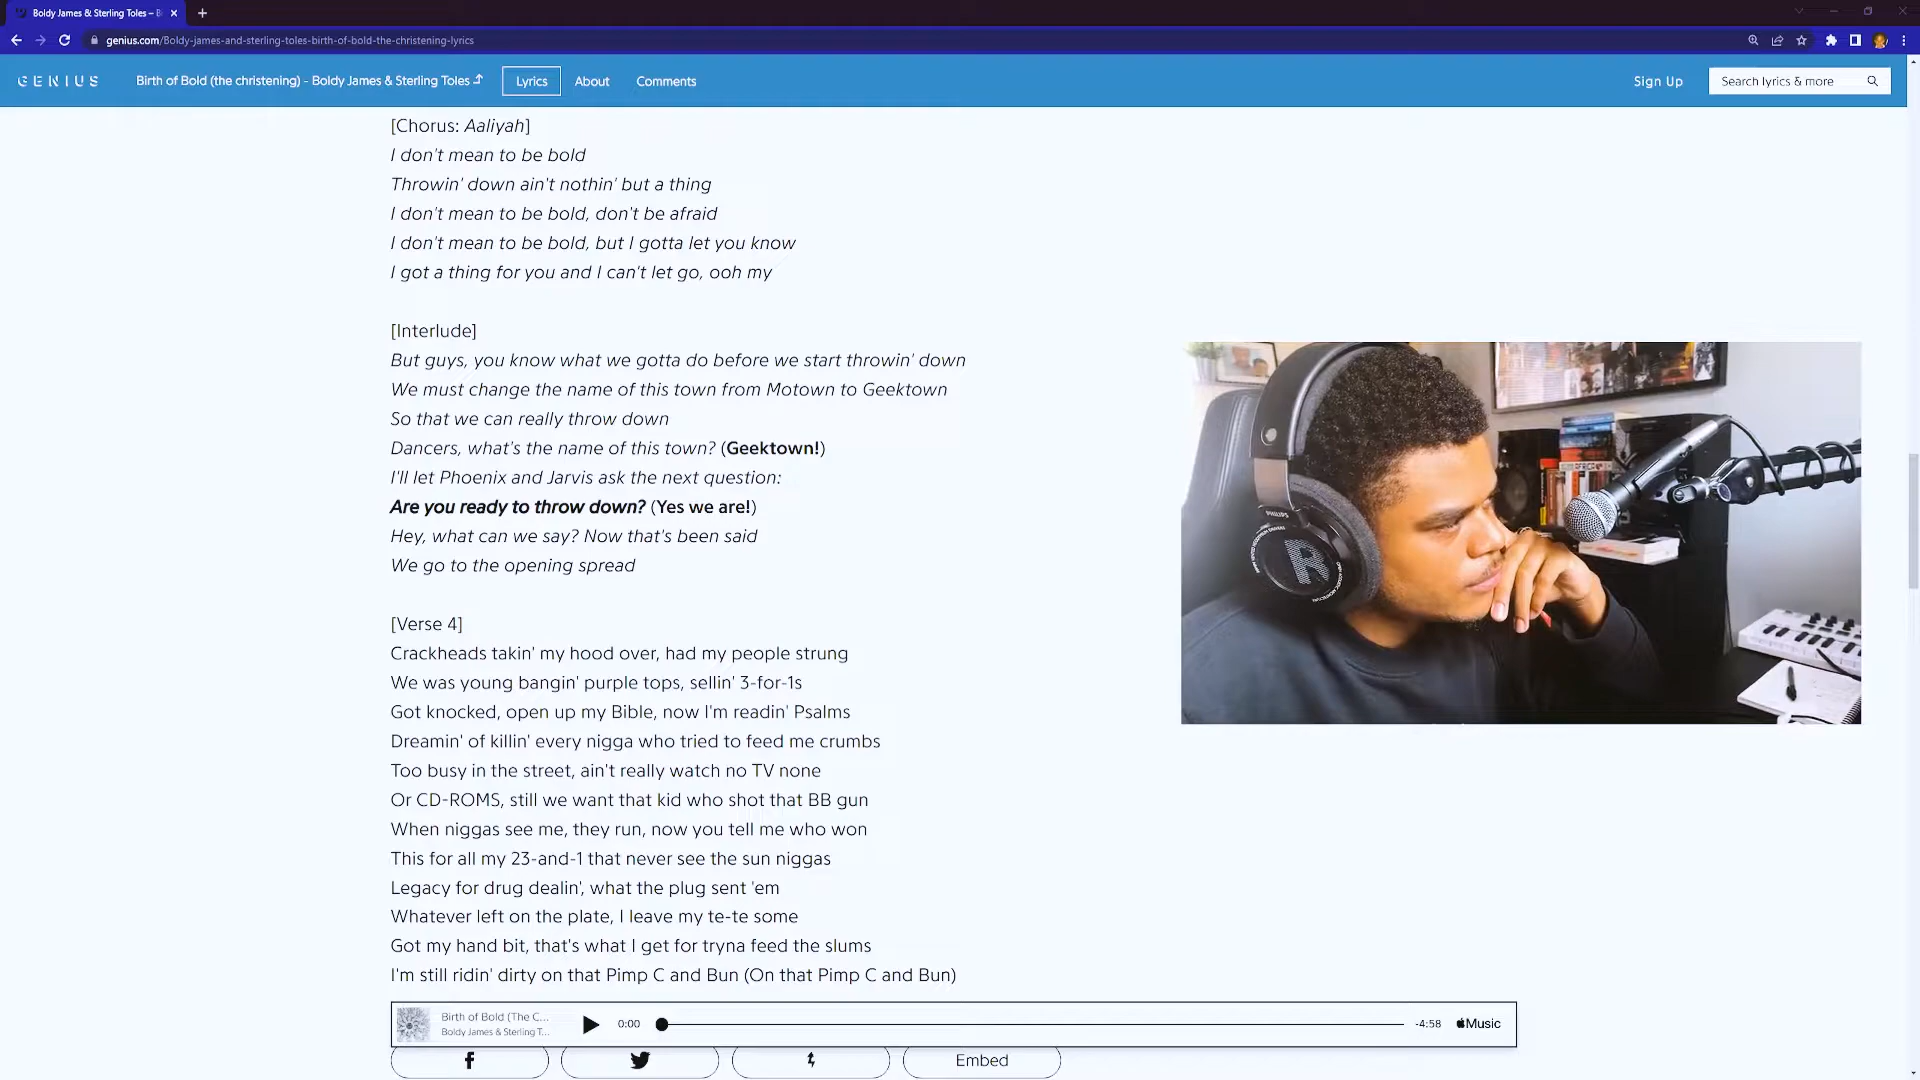 Boldy James & Sterling Toles – B
genius.com/Boldy-james-and-sterling-toles-birth-of-bold-the-christening-lyrics
GENIUS
Birth of Bold (the christening) - Boldy James & Sterling Toles
Lyrics
About
Comments
Sign Up
Search lyrics & more
[Chorus: Aaliyah]
I don't mean to be bold
Throwin' down ain't nothin' but a thing
I don't mean to be bold, don't be afraid
I don't mean to be bold, but I gotta let you know
I got a thing for you and I can't let go, ooh my
[Interlude]
But guys, you know what we gotta do before we start throwin' down
We must change the name of this town from Motown to Geektown
So that we can really throw down
Dancers, what's the name of this town? (Geektown!)
I'll let Phoenix and Jarvis ask the next question:
Are you ready to throw down? (Yes we are!)
Hey, what can we say? Now that's been said
We go to the opening spread
[Verse 4]
Crackheads takin' my hood over, had my people strung
We was young bangin' purple tops, sellin' 3-for-1s
Got knocked, open up my Bible, now I'm readin' Psalms
Dreamin' of killin' every nigga who tried to feed me crumbs
Too busy in the street, ain't really watch no TV none
Or CD-ROMS, still we want that kid who shot that BB gun
When niggas see me, they run, now you tell me who won
This for all my 23-and-1 that never see the sun niggas
Legacy for drug dealin', what the plug sent 'em
Whatever left on the plate, I leave my te-te some
Got my hand bit, that's what I get for tryna feed the slums
I'm still ridin' dirty on that Pimp C and Bun (On that Pimp C and Bun)
Birth of Bold (The C...
Boldy James & Sterling T...
0:00
-4:58
Music
Embed
PHILIPS
R